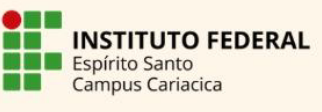 INSTITUTO FEDERAL
Espírito Santo
Campus Cariacica